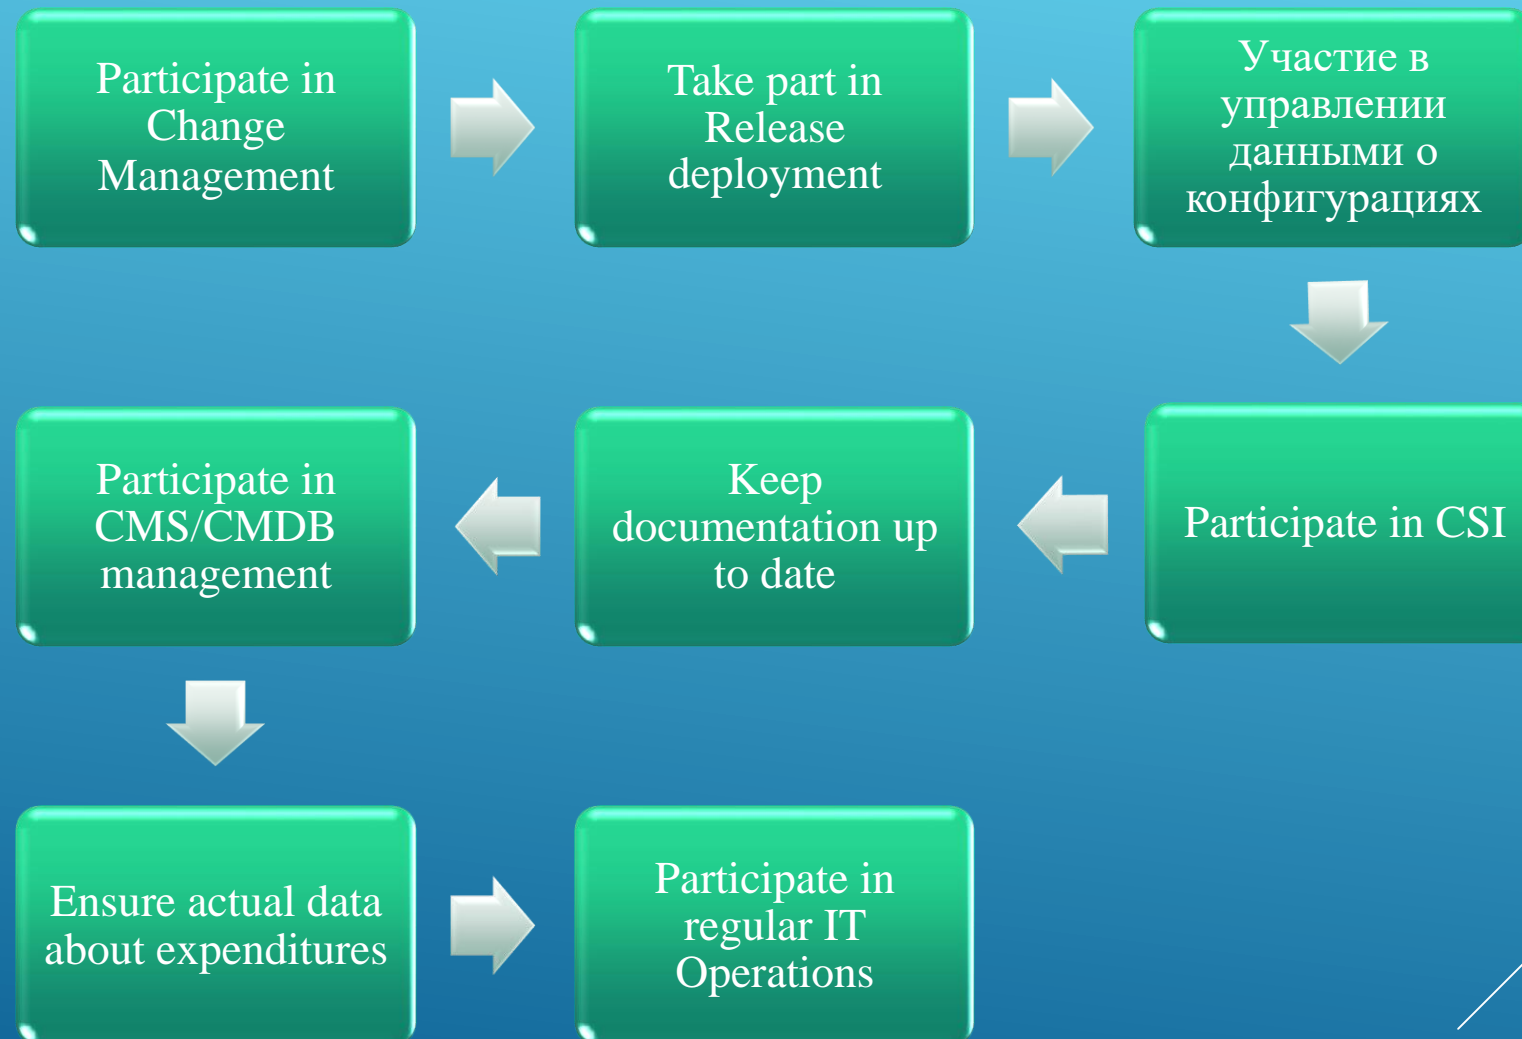 Participate in
Change
Management
Take part in
Release
deployment
Участие в
управлении
данными о
конфигурациях
Participate in CSI
Keep
documentation up
to date
Participate in
CMS/CMDB
management
Ensure actual data
about expenditures
Participate in
regular IT
Operations